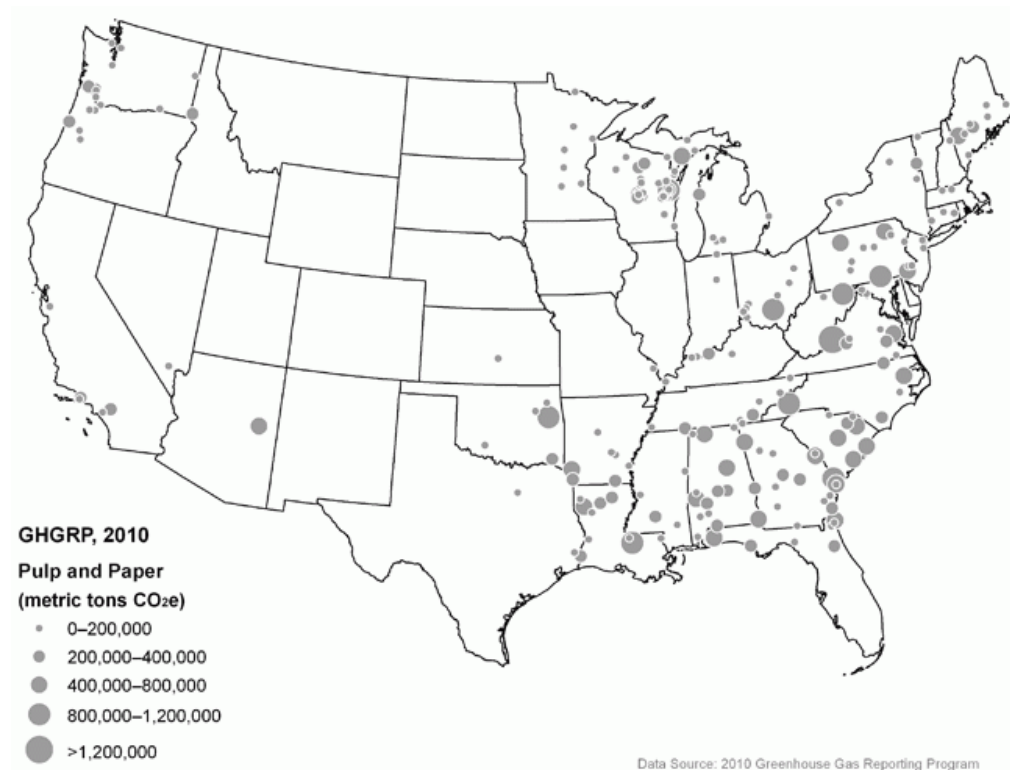 GHGRP, 2010
Pulp and Paper
(metric tons CO₂e)
0–200,000
200,000–400,000
400,000–800,000
800,000–1,200,000
>1,200,000
Data Source: 2010 Greenhouse Gas Reporting Program